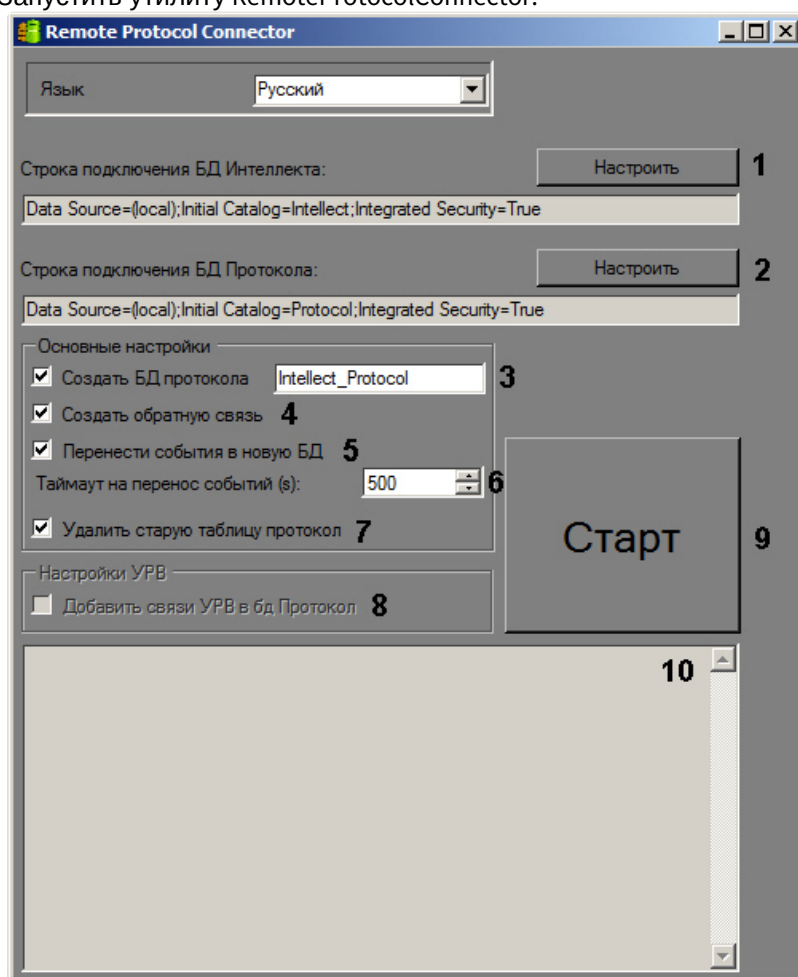 Запустить утилиту RemoteProtocolConnector.
Remote Protocol Connector
Язык Русский
Строка подключения БД Интеллекта: Настроить 1
Data Source=(local);Initial Catalog=Intellect;Integrated Security=True
Строка подключения БД Протокола: Настроить 2
Data Source=(local);Initial Catalog=Protocol;Integrated Security=True
Основные настройки
Создать БД протокола Intellect_Protocol 3
Создать обратную связь 4
Перенести события в новую БД 5
Таймаут на перенос событий (s): 500 6
Удалить старую таблицу протокол 7
Старт 9
Настройки УРВ
Добавить связи УРВ в бд Протокол 8
10